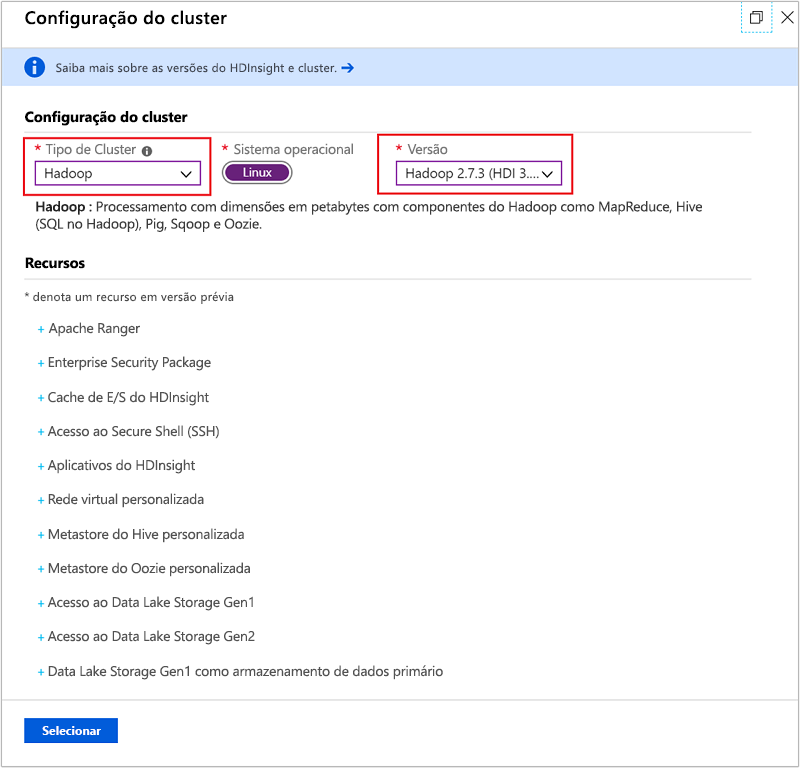 Configuração do cluster
Saiba mais sobre as versões do HDInsight e cluster. →
Configuração do cluster
* Tipo de Cluster
* Sistema operacional
* Versão
Hadoop
Linux
Hadoop 2.7.3 (HDI 3....
Hadoop : Processamento com dimensões em petabytes com componentes do Hadoop como MapReduce, Hive
(SQL no Hadoop), Pig, Sqoop e Oozie.
Recursos
* denota um recurso em versão prévia
+ Apache Ranger
+ Enterprise Security Package
+ Cache de E/S do HDInsight
+ Acesso ao Secure Shell (SSH)
+ Aplicativos do HDInsight
+ Rede virtual personalizada
+ Metastore do Hive personalizada
+ Metastore do Oozie personalizada
+ Acesso ao Data Lake Storage Gen1
+ Acesso ao Data Lake Storage Gen2
+ Data Lake Storage Gen1 como armazenamento de dados primário
Selecionar